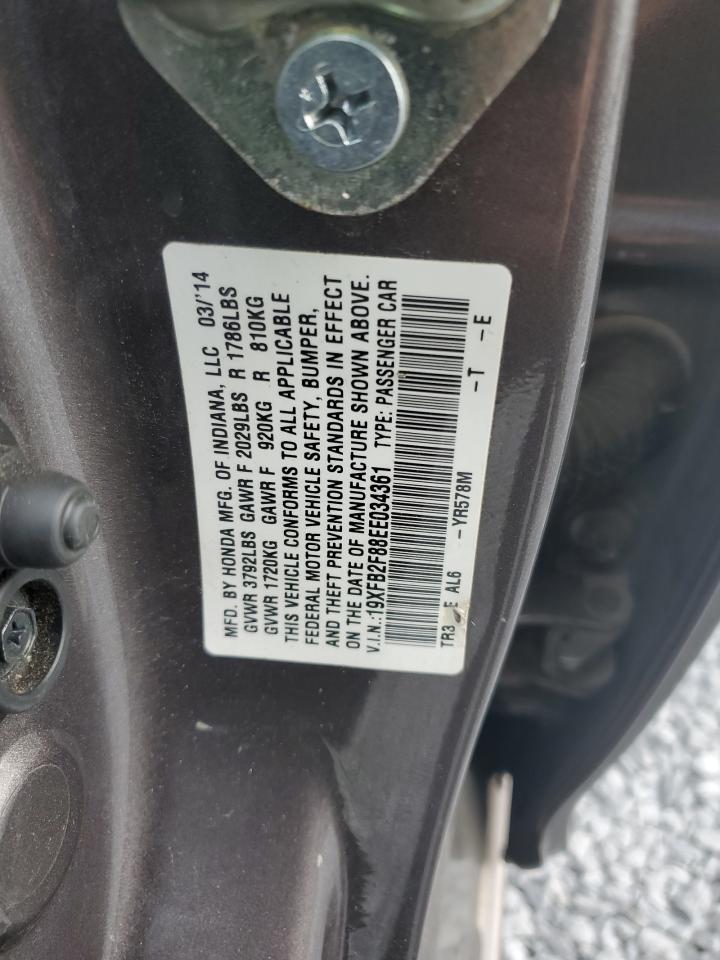 MFD. BY HONDA MFG. OF INDIANA, LLC 03/'14
GVWR 3792LBS GAWR F 2029LBS R 1786LBS
GVWR 1720KG GAWR F 920KG R 810KG
THIS VEHICLE CONFORMS TO ALL APPLICABLE
FEDERAL MOTOR VEHICLE SAFETY, BUMPER,
AND THEFT PREVENTION STANDARDS IN EFFECT
ON THE DATE OF MANUFACTURE SHOWN ABOVE.
V.I.N.:19XFB2F88EE034361 TYPE: PASSENGER CAR
TR3 E AL6 -YR578M -T -E